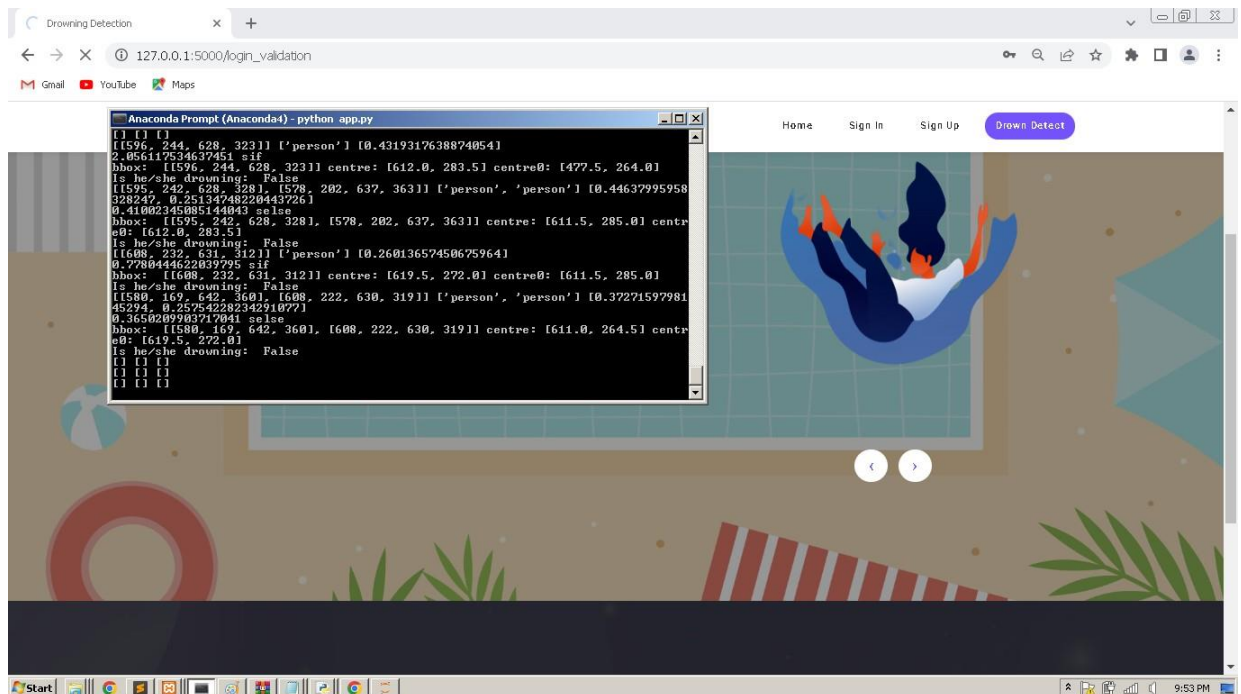 Drowning Detection
127.0.0.1:5000/login_validation
Gmail YouTube Maps
Anaconda Prompt (Anaconda4) - python app.py
[] [] []
[[596, 244, 628, 323]] ['person'] [0.4319317638874054]
2.056117534637451 sif
bbox:  [[596, 244, 628, 323]] centre: [612.0, 283.5] centre0: [477.5, 264.0]
Is he/she drowning:  False
[[595, 242, 628, 328], [578, 202, 637, 363]] ['person', 'person'] [0.44637995958
328247, 0.25134748220443726]
0.41002345085144043 selse
bbox:  [[595, 242, 628, 328], [578, 202, 637, 363]] centre: [611.5, 285.0] centr
e0: [612.0, 283.5]
Is he/she drowning:  False
[[608, 232, 631, 312]] ['person'] [0.26013657450675964]
0.7780444622039795 sif
bbox:  [[608, 232, 631, 312]] centre: [619.5, 272.0] centre0: [611.5, 285.0]
Is he/she drowning:  False
[[580, 169, 642, 360], [608, 222, 630, 319]] ['person', 'person'] [0.37271597981
45294, 0.25754228234291077]
0.3650209903717041 selse
bbox:  [[580, 169, 642, 360], [608, 222, 630, 319]] centre: [611.0, 264.5] centr
e0: [619.5, 272.0]
Is he/she drowning:  False
[] [] []
[] [] []
[] [] []
Home Sign In Sign Up Drown Detect
Start
9:53 PM